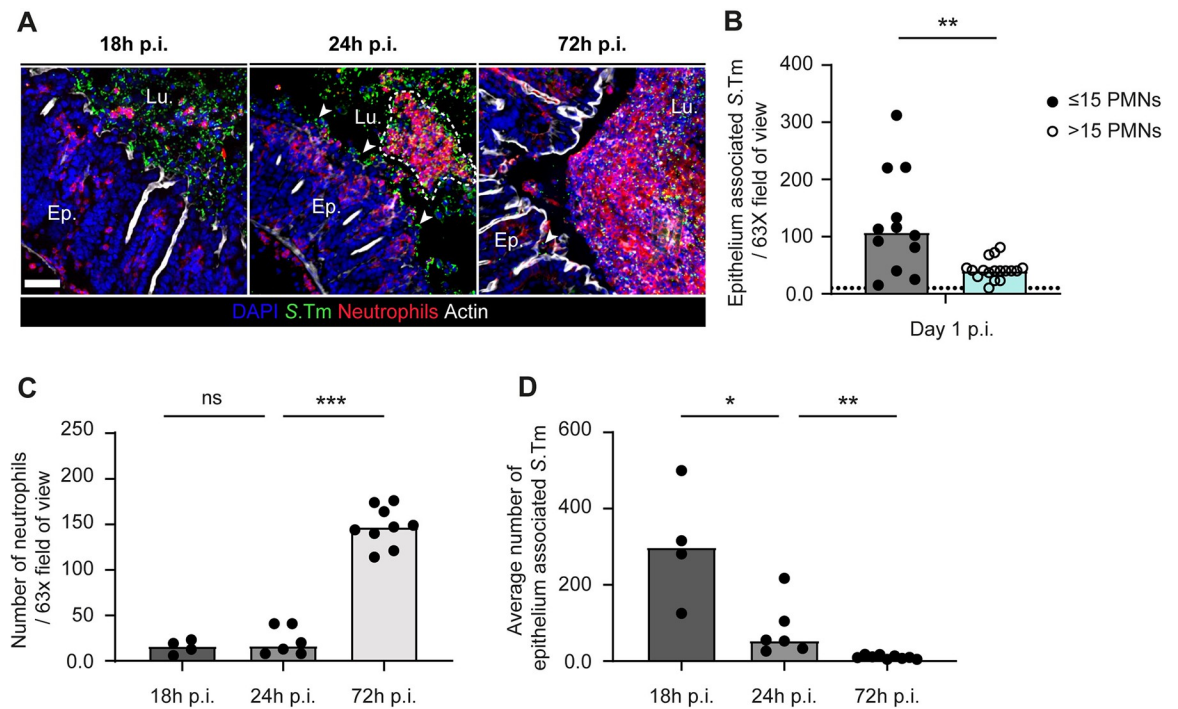 A
18h p.i.
24h p.i.
72h p.i.
Lu.
Ep.
Lu.
Ep.
Lu.
Ep.
DAPI S.Tm Neutrophils Actin
B
**
Epithelium associated S.Tm
/ 63X field of view
400
300
200
100
0.0
Day 1 p.i.
≤15 PMNs
>15 PMNs
C
ns
***
Number of neutrophils
/ 63x field of view
250
200
150
100
50
0.0
18h p.i.
24h p.i.
72h p.i.
D
*
**
Average number of
epithelium associated S.Tm
600
400
200
0.0
18h p.i.
24h p.i.
72h p.i.